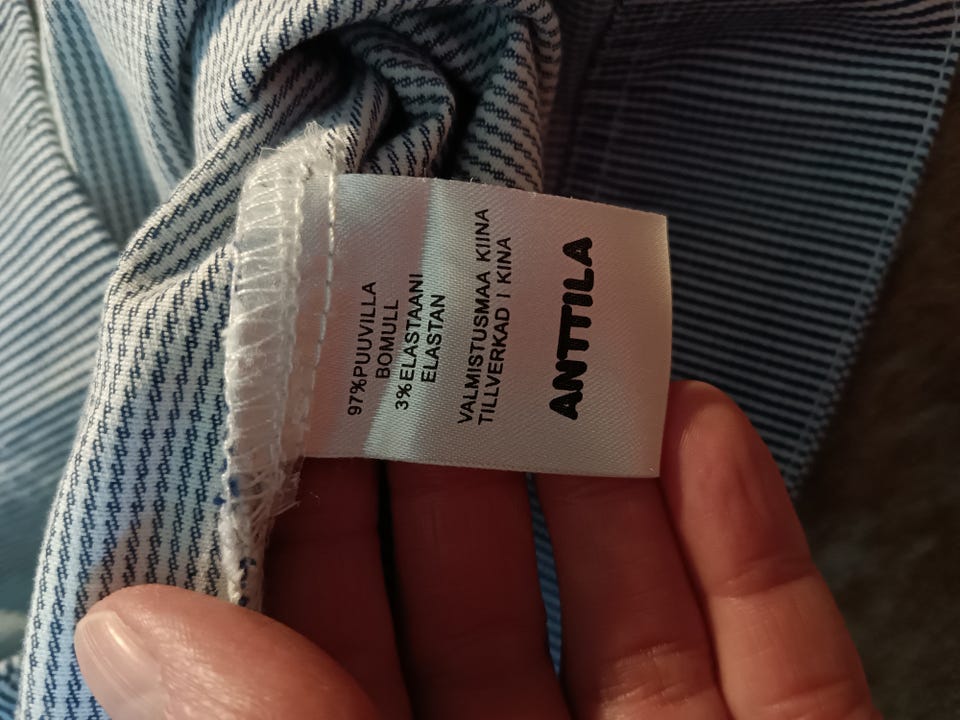 97%PUUVILLA
BOMULL
3%ELASTAANI
ELASTAN
VALMISTUSMAA KIINA
TILLVERKAD I KINA
ANTTILA